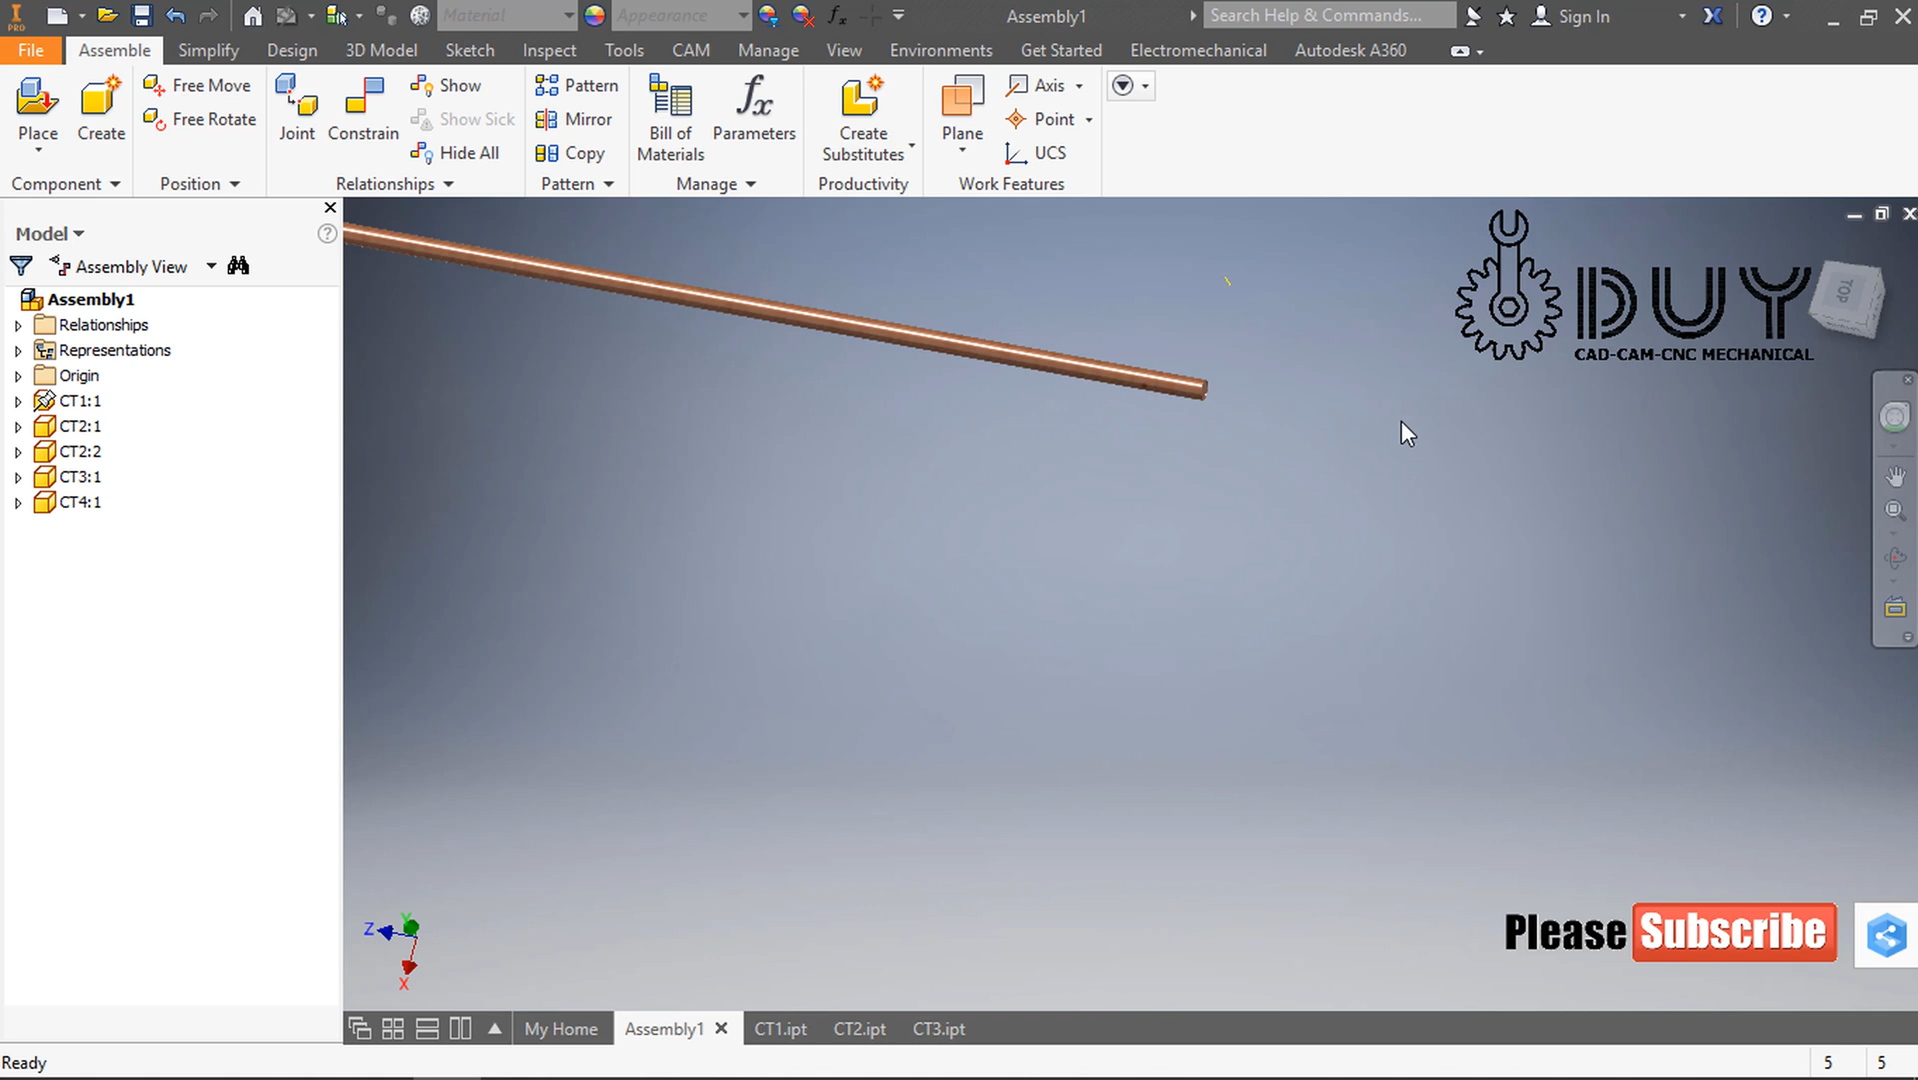 PRO
Material
Appearance
fx
Assembly1
Search Help & Commands...
Sign In
File
Assemble
Simplify
Design
3D Model
Sketch
Inspect
Tools
CAM
Manage
View
Environments
Get Started
Electromechanical
Autodesk A360
Place
Create
Free Move
Free Rotate
Joint
Constrain
Show
Show Sick
Hide All
Pattern
Mirror
Copy
Bill of
Materials
fx
Parameters
Create
Substitutes
Plane
Axis
Point
UCS
Component
Position
Relationships
Pattern
Manage
Productivity
Work Features
Model
Assembly View
Assembly1
Relationships
Representations
Origin
CT1:1
CT2:1
CT2:2
CT3:1
CT4:1
DUY
CAD-CAM-CNC MECHANICAL
TOP
Z
Y
X
Please Subscribe
My Home
Assembly1
CT1.ipt
CT2.ipt
CT3.ipt
Ready
5
5